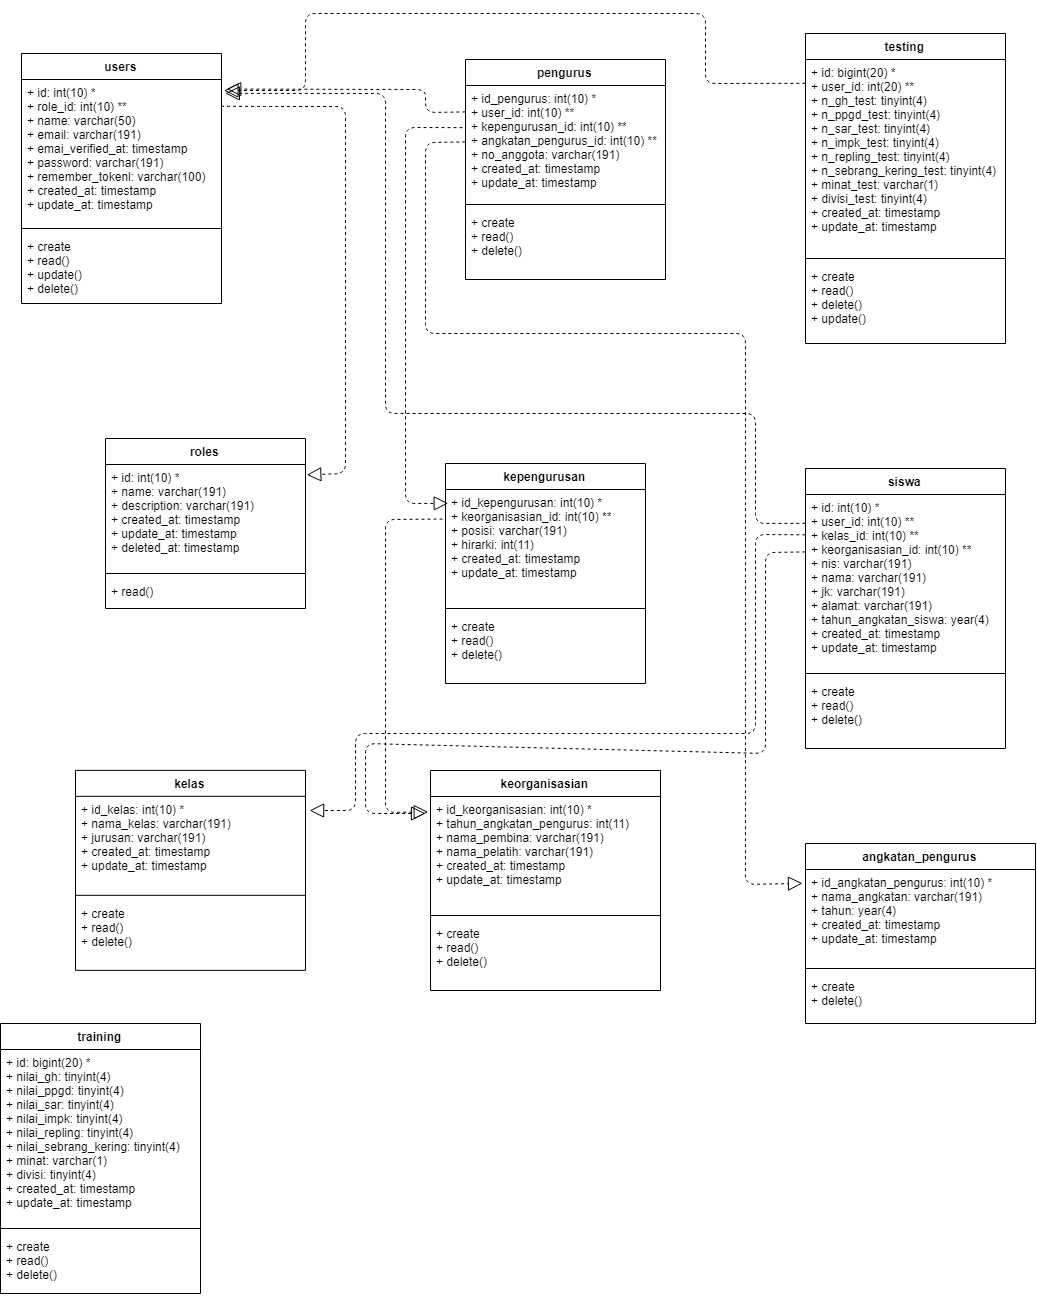 users
+ id: int(10) *
+ role_id: int(10) **
+ name: varchar(50)
+ email: varchar(191)
+ emai_verified_at: timestamp
+ password: varchar(191)
+ remember_tokenl: varchar(100)
+ created_at: timestamp
+ update_at: timestamp
+ create
+ read()
+ update()
+ delete()
pengurus
+ id_pengurus: int(10) *
+ user_id: int(10) **
+ kepengurusan_id: int(10) **
+ angkatan_pengurus_id: int(10) **
+ no_anggota: varchar(191)
+ created_at: timestamp
+ update_at: timestamp
+ create
+ read()
+ delete()
testing
+ id: bigint(20) *
+ user_id: int(20) **
+ n_gh_test: tinyint(4)
+ n_ppgd_test: tinyint(4)
+ n_sar_test: tinyint(4)
+ n_impk_test: tinyint(4)
+ n_repling_test: tinyint(4)
+ n_sebrang_kering_test: tinyint(4)
+ minat_test: varchar(1)
+ divisi_test: tinyint(4)
+ created_at: timestamp
+ update_at: timestamp
+ create
+ read()
+ delete()
+ update()
roles
+ id: int(10) *
+ name: varchar(191)
+ description: varchar(191)
+ created_at: timestamp
+ update_at: timestamp
+ deleted_at: timestamp
+ read()
kepengurusan
+ id_kepengurusan: int(10) *
+ keorganisasian_id: int(10) **
+ posisi: varchar(191)
+ hirarki: int(11)
+ created_at: timestamp
+ update_at: timestamp
+ create
+ read()
+ delete()
siswa
+ id: int(10) *
+ user_id: int(10) **
+ kelas_id: int(10) **
+ keorganisasian_id: int(10) **
+ nis: varchar(191)
+ nama: varchar(191)
+ jk: varchar(191)
+ alamat: varchar(191)
+ tahun_angkatan_siswa: year(4)
+ created_at: timestamp
+ update_at: timestamp
+ create
+ read()
+ delete()
kelas
+ id_kelas: int(10) *
+ nama_kelas: varchar(191)
+ jurusan: varchar(191)
+ created_at: timestamp
+ update_at: timestamp
+ create
+ read()
+ delete()
keorganisasian
+ id_keorganisasian: int(10) *
+ tahun_angkatan_pengurus: int(11)
+ nama_pembina: varchar(191)
+ nama_pelatih: varchar(191)
+ created_at: timestamp
+ update_at: timestamp
+ create
+ read()
+ delete()
angkatan_pengurus
+ id_angkatan_pengurus: int(10) *
+ nama_angkatan: varchar(191)
+ tahun: year(4)
+ created_at: timestamp
+ update_at: timestamp
+ create
+ delete()
training
+ id: bigint(20) *
+ nilai_gh: tinyint(4)
+ nilai_ppgd: tinyint(4)
+ nilai_sar: tinyint(4)
+ nilai_impk: tinyint(4)
+ nilai_repling: tinyint(4)
+ nilai_sebrang_kering: tinyint(4)
+ minat: varchar(1)
+ divisi: tinyint(4)
+ created_at: timestamp
+ update_at: timestamp
+ create
+ read()
+ delete()